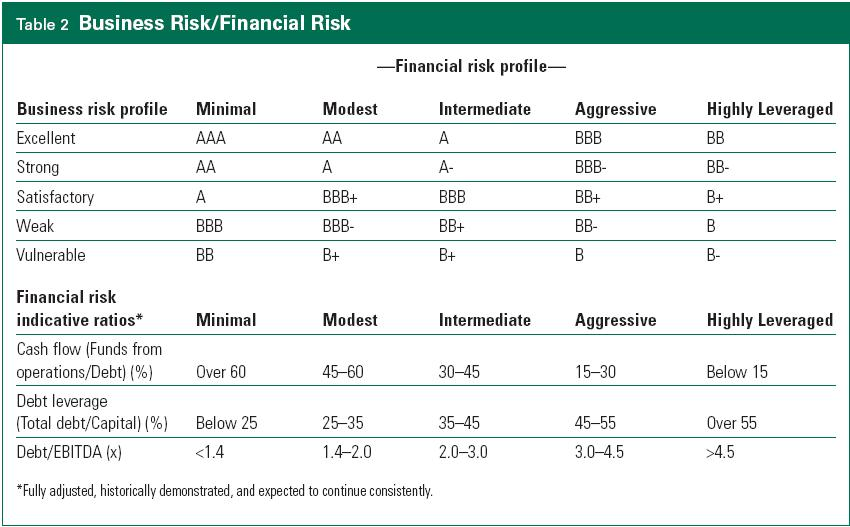 Table 2 Business Risk/Financial Risk
—Financial risk profile—
Business risk profile Minimal Modest Intermediate Aggressive Highly Leveraged
Excellent AAA AA A BBB BB
Strong AA A A- BBB- BB-
Satisfactory A BBB+ BBB BB+ B+
Weak BBB BBB- BB+ BB- B
Vulnerable BB B+ B+ B B-
Financial risk
indicative ratios* Minimal Modest Intermediate Aggressive Highly Leveraged
Cash flow (Funds from
operations/Debt) (%) Over 60 45–60 30–45 15–30 Below 15
Debt leverage
(Total debt/Capital) (%) Below 25 25–35 35–45 45–55 Over 55
Debt/EBITDA (x) <1.4 1.4–2.0 2.0–3.0 3.0–4.5 >4.5
*Fully adjusted, historically demonstrated, and expected to continue consistently.